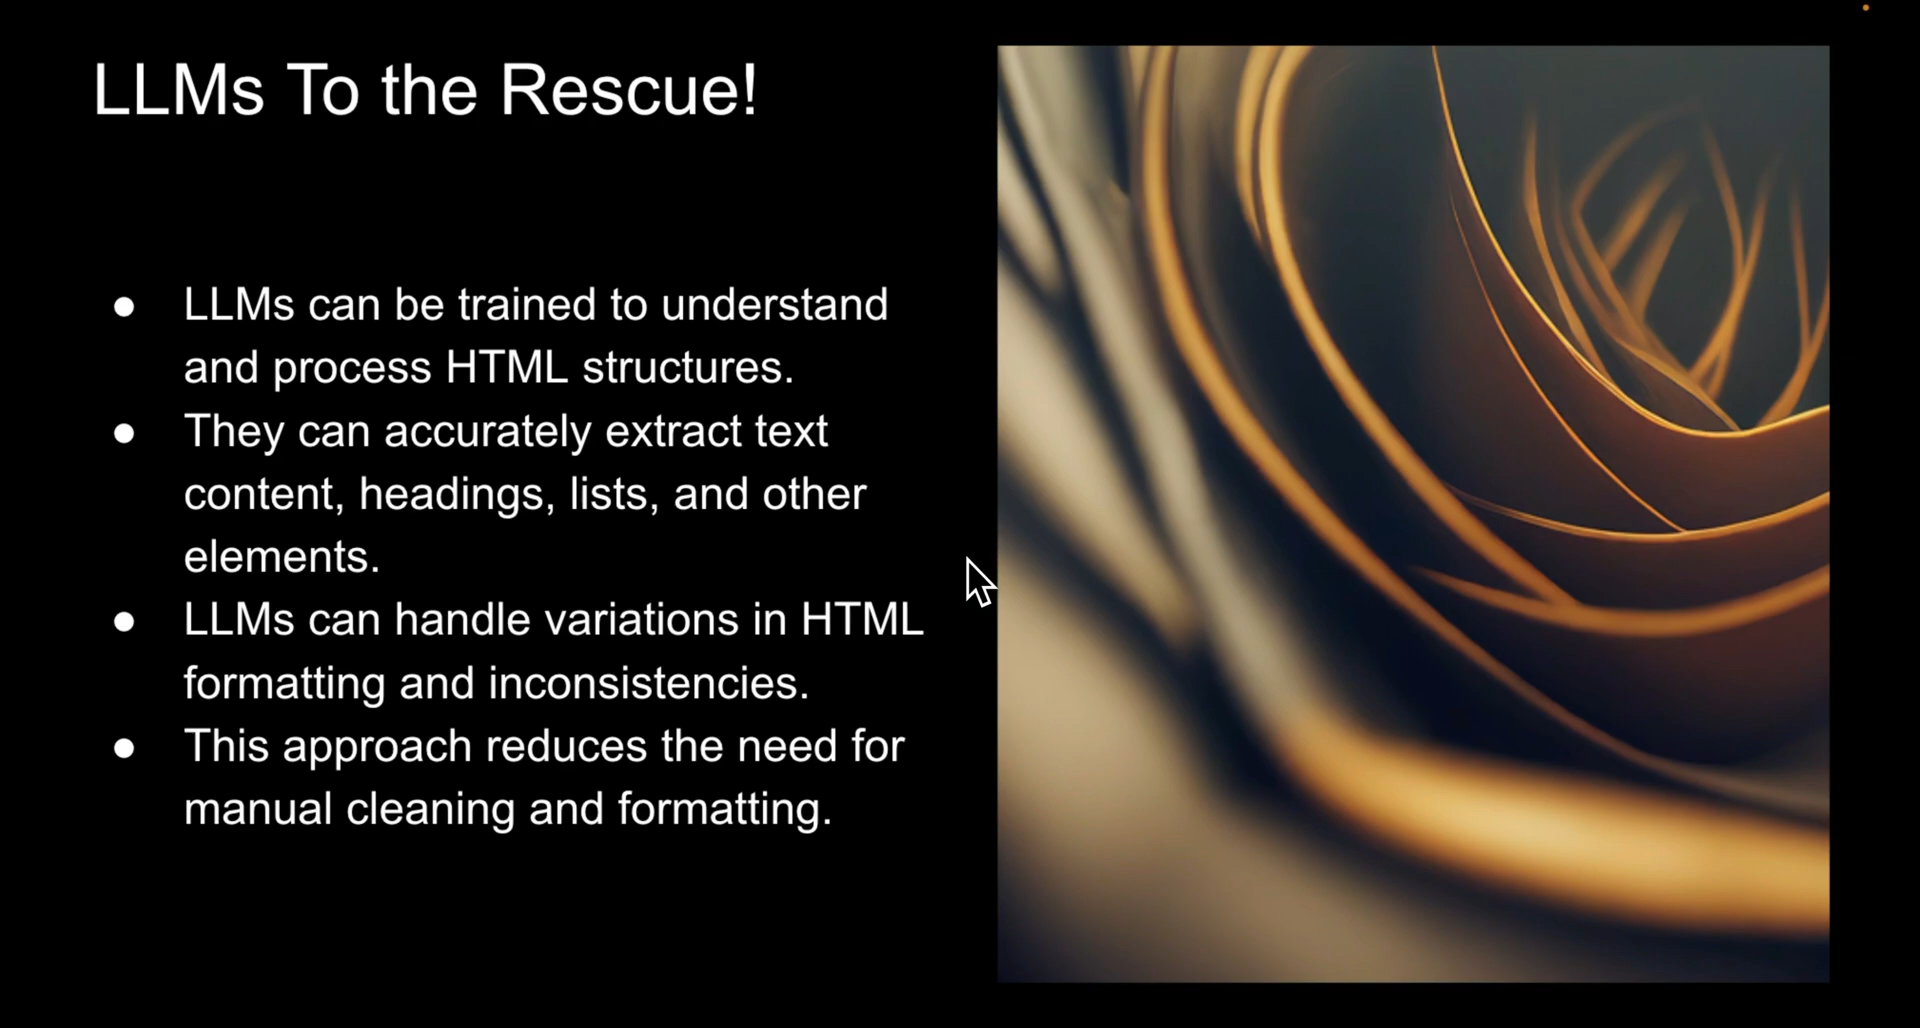 LLMs To the Rescue!
● LLMs can be trained to understand
and process HTML structures.
● They can accurately extract text
content, headings, lists, and other
elements.
● LLMs can handle variations in HTML
formatting and inconsistencies.
● This approach reduces the need for
manual cleaning and formatting.